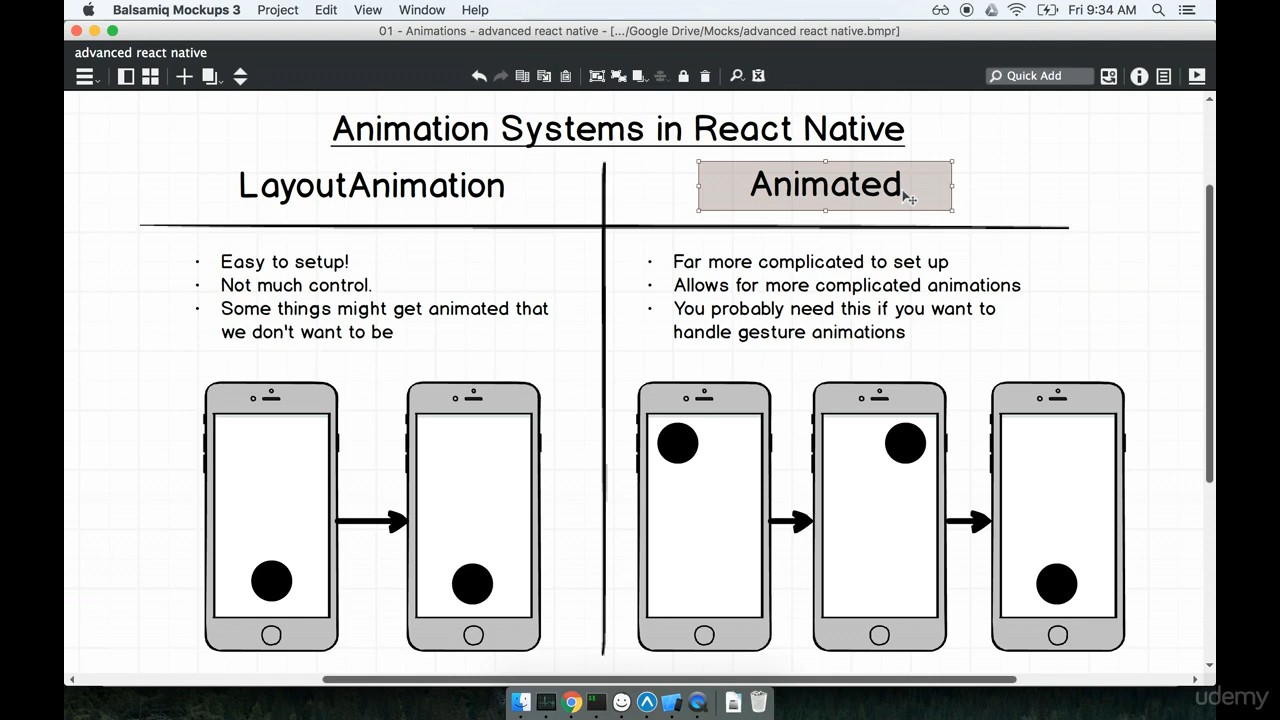 Balsamiq Mockups 3 Project Edit View Window Help Fri 9:34 AM
01 - Animations - advanced react native - [.../Google Drive/Mocks/advanced react native.bmpr]
advanced react native
Quick Add
Animation Systems in React Native
LayoutAnimation
Animated
· Easy to setup!
· Not much control.
· Some things might get animated that
we don't want to be
· Far more complicated to set up
· Allows for more complicated animations
· You probably need this if you want to
handle gesture animations
udemy